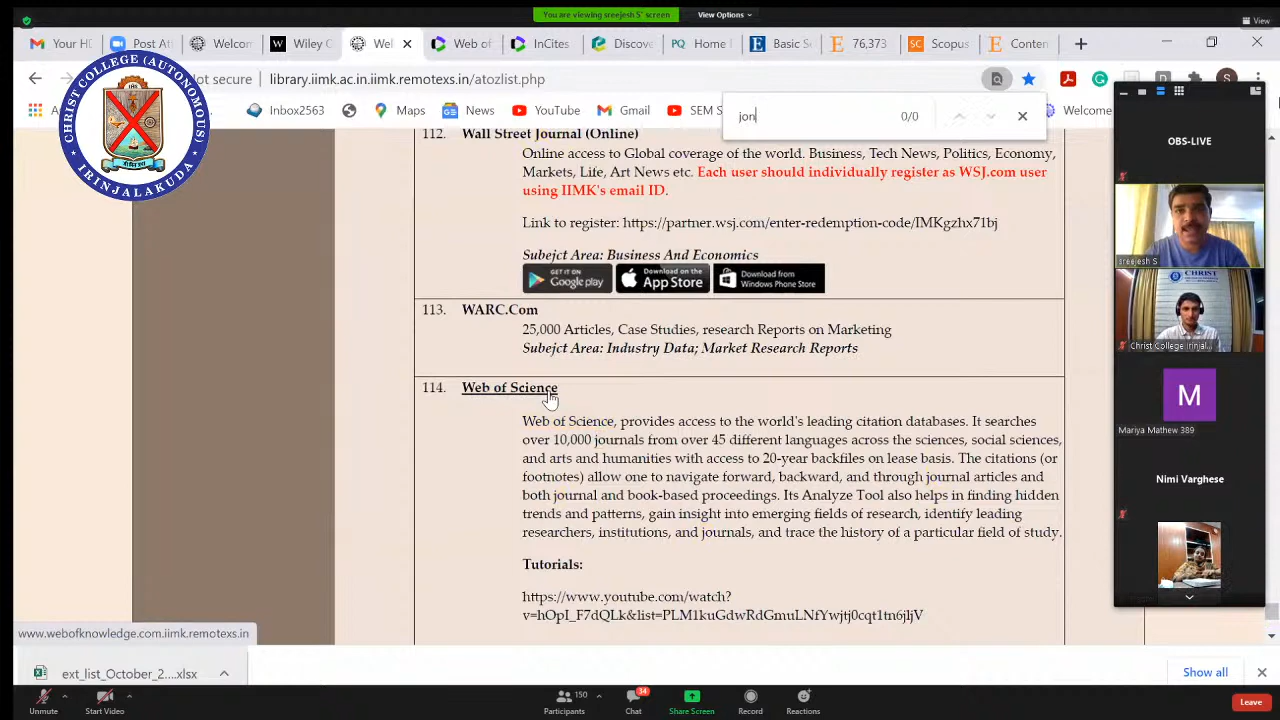 You are viewing sreejesh S' screen
View Options
View
Your H
Post At
Welcon
Wiley C
Wel
Web of
InCites
Discov
Home |
Basic S
76,373
Scopus
Conten
CHRIST COLLEGE (AUTONOMOUS)
IRINJALAKUDA
ot secure
library.iimk.ac.in.iimk.remotexs.in/atozlist.php
S
Ap
Inbox2563
Maps
News
YouTube
Gmail
SEM S
Welcome
jon
0/0
112. Wall Street Journal (Online)
Online access to Global coverage of the world. Business, Tech News, Politics, Economy,
Markets, Life, Art News etc. Each user should individually register as WSJ.com user
using IIMK's email ID.
Link to register: https://partner.wsj.com/enter-redemption-code/IMKgzhx71bj
Subejct Area: Business And Economics
GET IT ON Google play
Download on the App Store
Download from Windows Phone Store
113. WARC.Com
25,000 Articles, Case Studies, research Reports on Marketing
Subejct Area: Industry Data; Market Research Reports
114. Web of Science
Web of Science, provides access to the world's leading citation databases. It searches
over 10,000 journals from over 45 different languages across the sciences, social sciences,
and arts and humanities with access to 20-year backfiles on lease basis. The citations (or
footnotes) allow one to navigate forward, backward, and through journal articles and
both journal and book-based proceedings. Its Analyze Tool also helps in finding hidden
trends and patterns, gain insight into emerging fields of research, identify leading
researchers, institutions, and journals, and trace the history of a particular field of study.
Tutorials:
https://www.youtube.com/watch?
v=hOpI_F7dQLk&list=PLM1kuGdwRdGmuLNfYwjtj0cqt1tn6jljV
www.webofknowledge.com.iimk.remotexs.in
ext_list_October_2....xlsx
Show all
OBS-LIVE
sreejesh S
CHRIST
Christ College Irinjal...
M
Mariya Mathew 389
Nimi Varghese
Unmute
Start Video
150
Participants
34
Chat
Share Screen
Record
Reactions
Leave